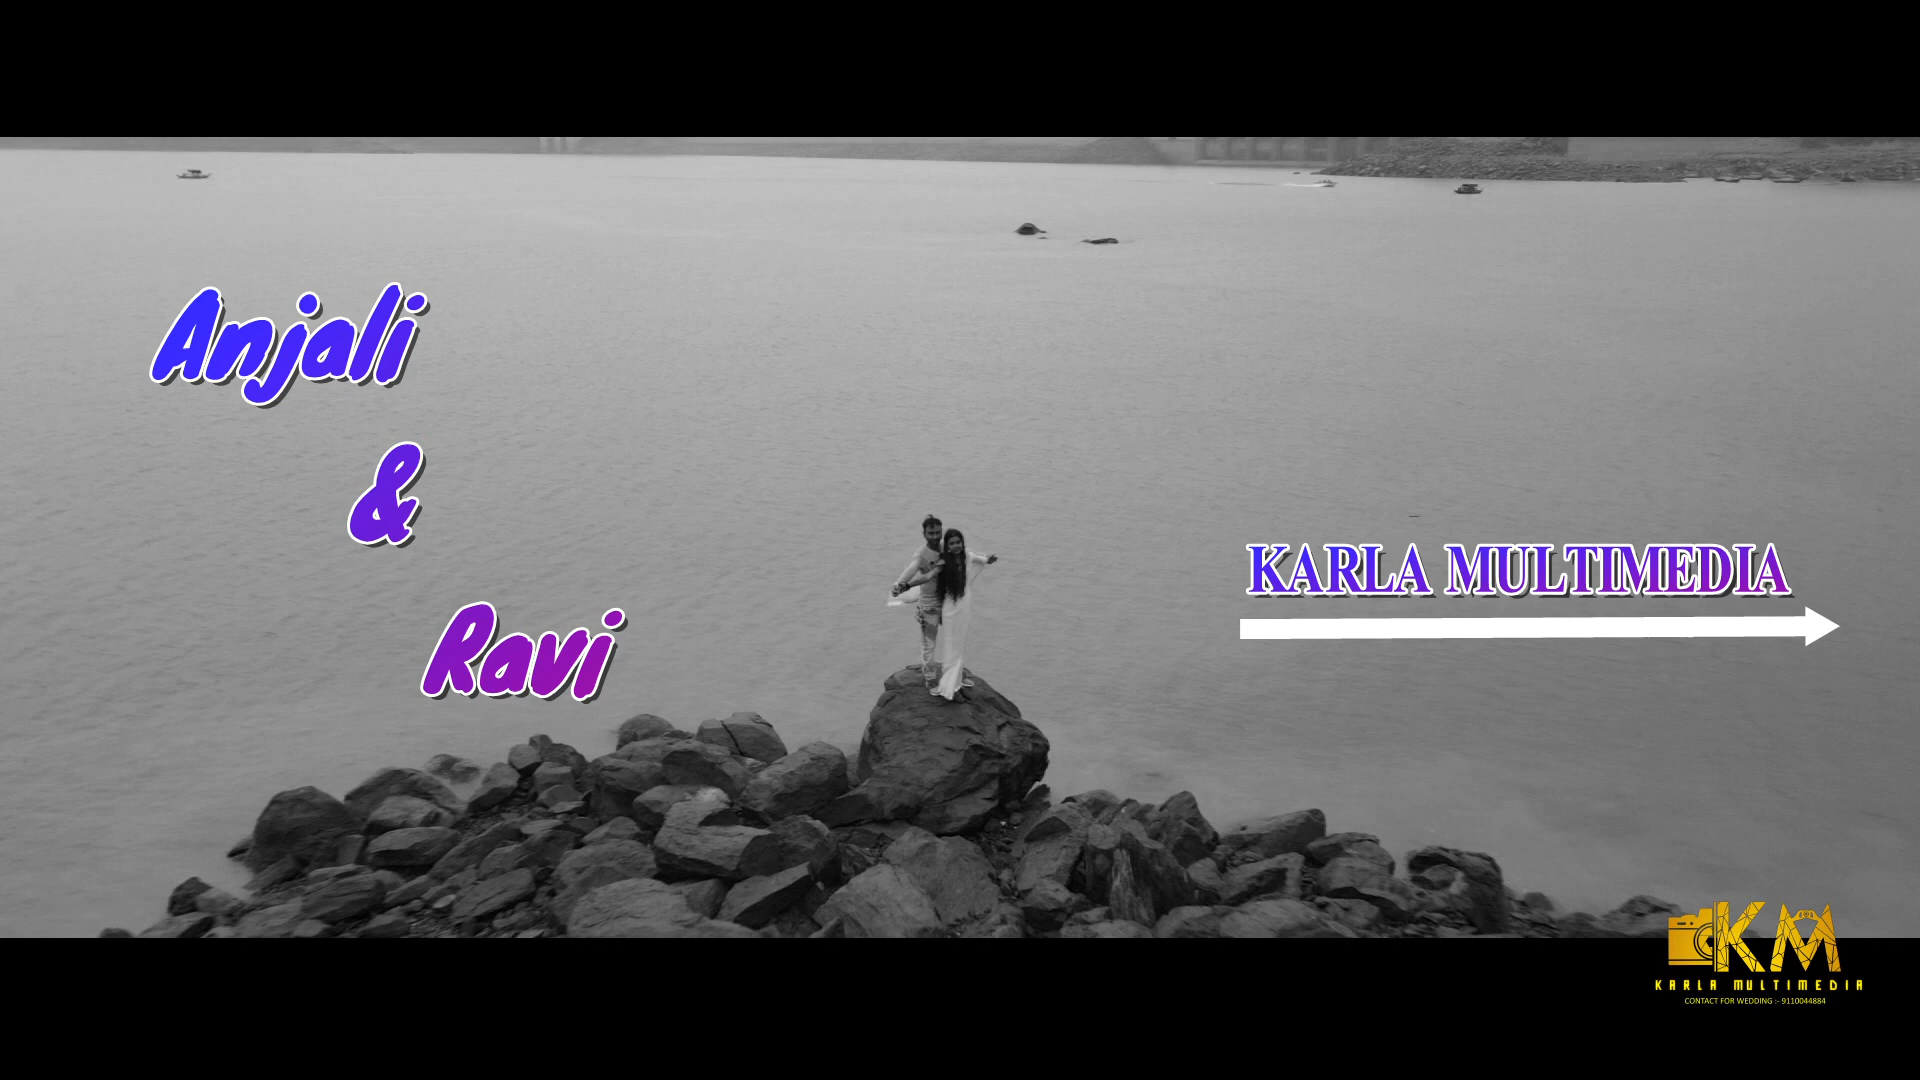 Anjali
&
Ravi
KARLA MULTIMEDIA
KM
KARLA MULTIMEDIA
CONTACT FOR WEDDING :- 9110044884